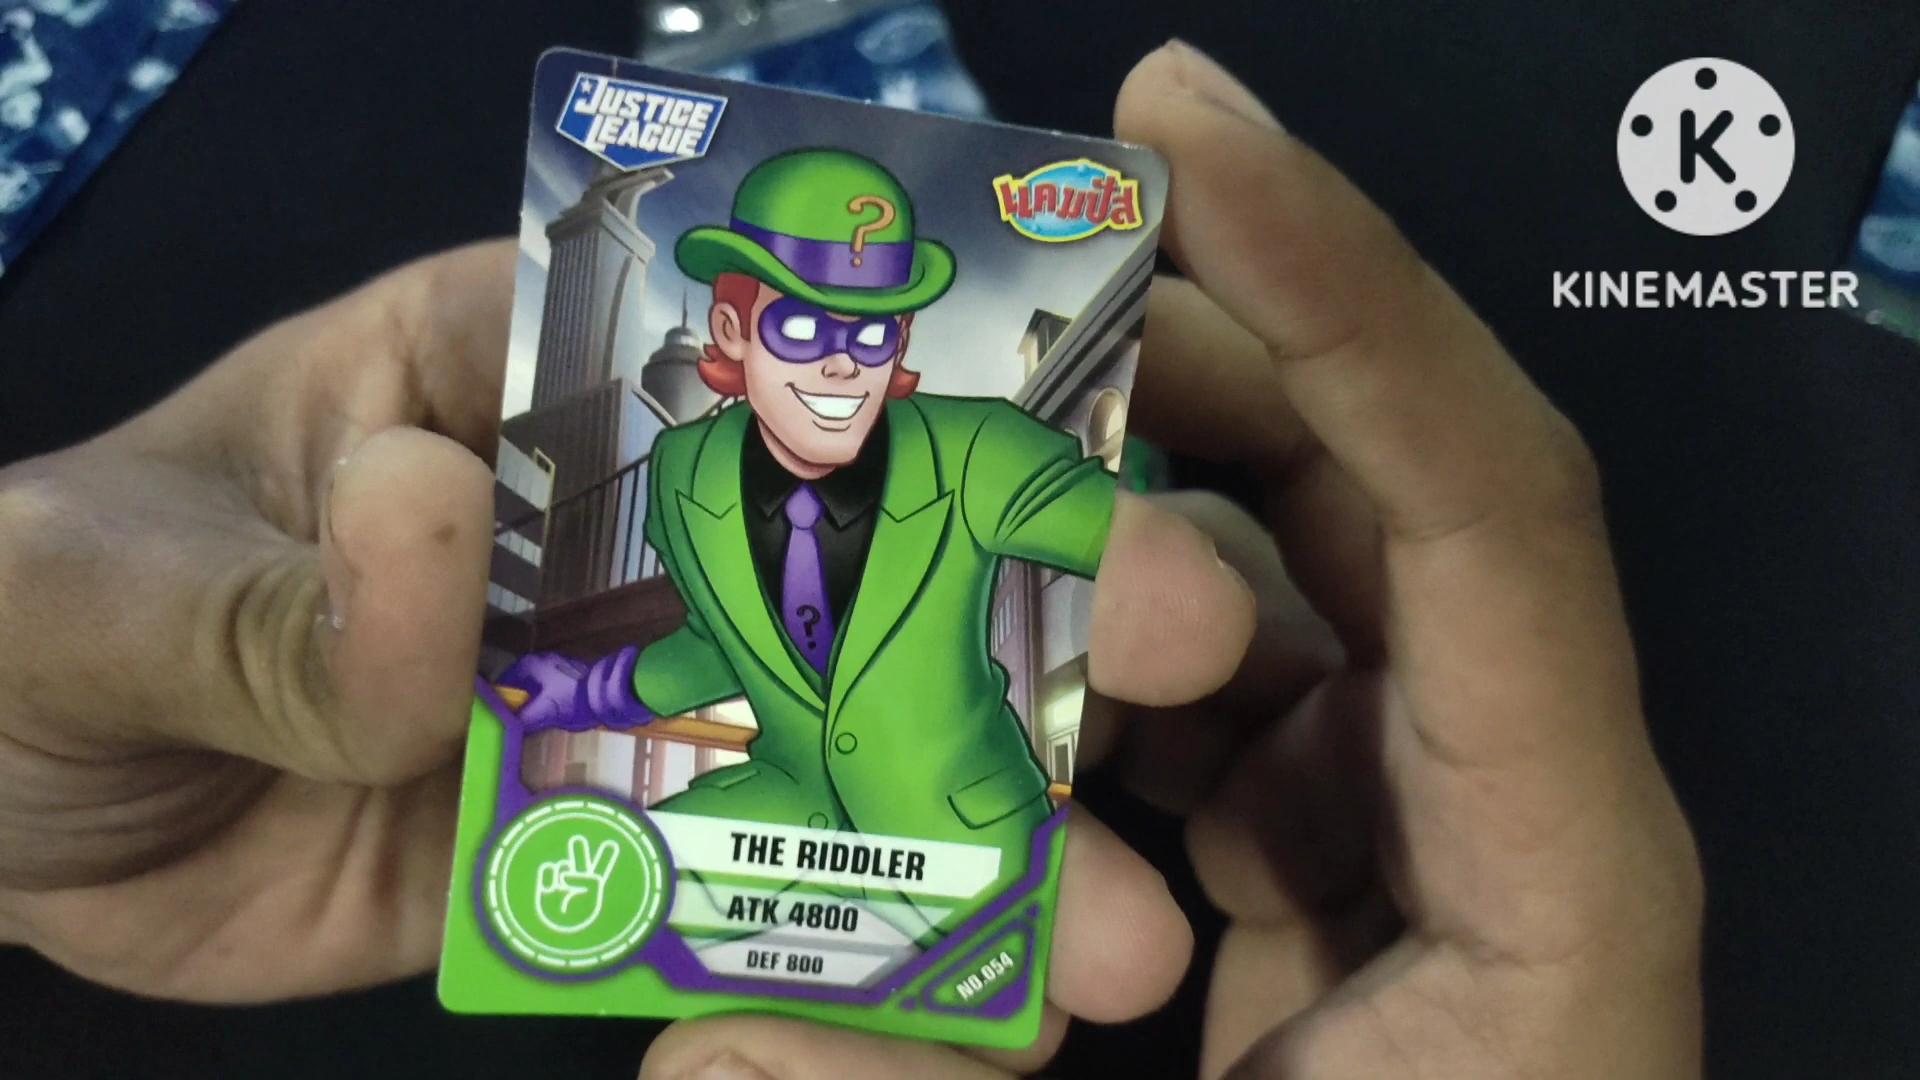 JUSTICE
LEAGUE
แคมปัส
?
?
THE RIDDLER
ATK 4800
DEF 800
NO.054
K
KINEMASTER